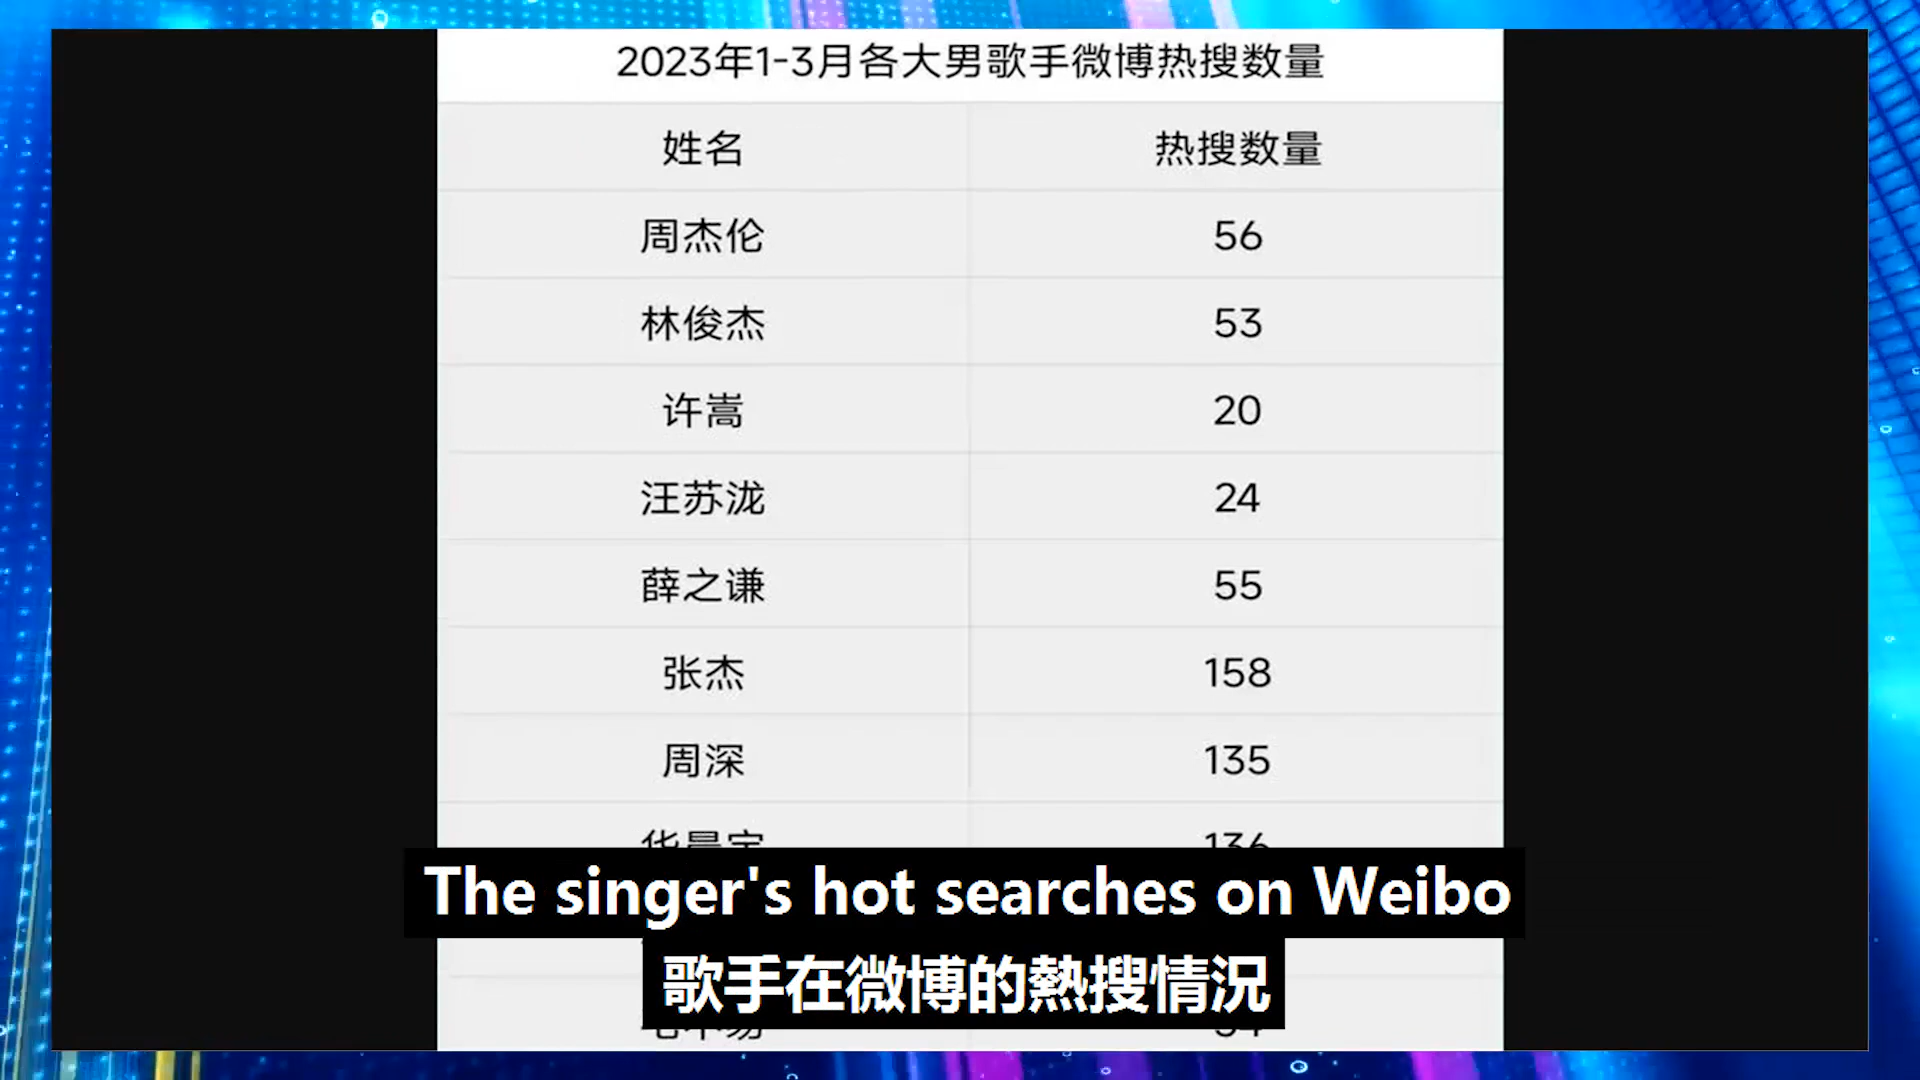 2023年1-3月各大男歌手微博热搜数量
姓名 热搜数量
周杰伦 56
林俊杰 53
许嵩 20
汪苏泷 24
薛之谦 55
张杰 158
周深 135
The singer's hot searches on Weibo
歌手在微博的熱搜情況